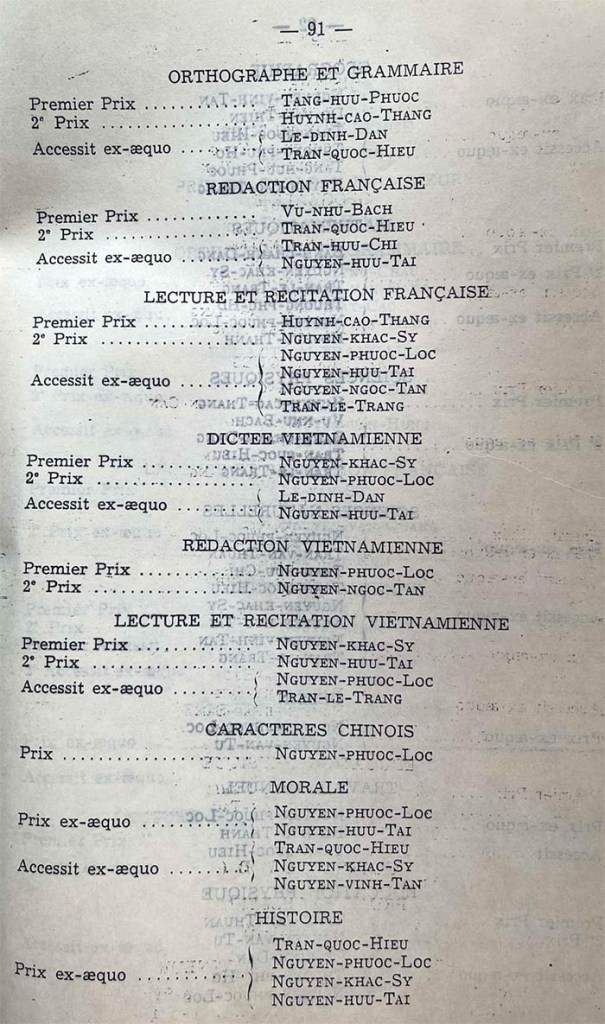 — 91 —
ORTHOGRAPHE ET GRAMMAIRE
Premier Prix .......... TANG-HUU-PHUOC
2e Prix ............... HUYNH-CAO-THANG
Accessit ex-æquo ..... { LE-DINH-DAN
TRAN-QUOC-HIEU
REDACTION FRANÇAISE
Premier Prix ............ VU-NHU-BACH
2e Prix ................ TRAN-QUOC-HIEU
Accessit ex-æquo ..... { TRAN-HUU-CHI
NGUYEN-HUU-TAI
LECTURE ET RECITATION FRANÇAISE
Premier Prix ............ HUYNH-CAO-THANG
2e Prix ................ NGUYEN-KHAC-SY
Accessit ex-æquo ..... { NGUYEN-PHUOC-LOC
NGUYEN-HUU-TAI
NGUYEN-NGOC-TAN
TRAN-LE-TRANG
DICTEE VIETNAMIENNE
Premier Prix ............ NGUYEN-KHAC-SY
2e Prix ................ NGUYEN-PHUOC-LOC
Accessit ex-æquo ..... { LE-DINH-DAN
NGUYEN-HUU-TAI
REDACTION VIETNAMIENNE
Premier Prix ............ NGUYEN-PHUOC-LOC
2e Prix ................ NGUYEN-NGOC-TAN
LECTURE ET RECITATION VIETNAMIENNE
Premier Prix ............ NGUYEN-KHAC-SY
2e Prix ................ NGUYEN-HUU-TAI
Accessit ex-æquo ..... { NGUYEN-PHUOC-LOC
TRAN-LE-TRANG
CARACTERES CHINOIS
Prix .................... NGUYEN-PHUOC-LOC
MORALE
Prix ex-æquo .......... { NGUYEN-PHUOC-LOC
NGUYEN-HUU-TAI
Accessit ex-æquo ..... { TRAN-QUOC-HIEU
NGUYEN-KHAC-SY
NGUYEN-VINH-TAN
HISTOIRE
Prix ex-æquo .......... { TRAN-QUOC-HIEU
NGUYEN-PHUOC-LOC
NGUYEN-KHAC-SY
NGUYEN-HUU-TAI